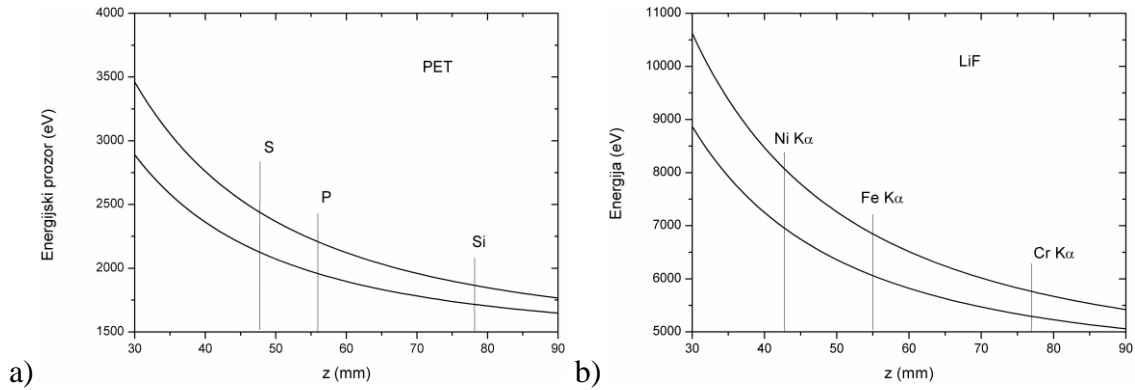 4000
3500
3000
2500
2000
1500
Energijski prozor (eV)
PET
S
P
Si
30 40 50 60 70 80 90
z (mm)
a)
11000
10000
9000
8000
7000
6000
5000
Energija (eV)
LiF
Ni Kα
Fe Kα
Cr Kα
30 40 50 60 70 80 90
z (mm)
b)